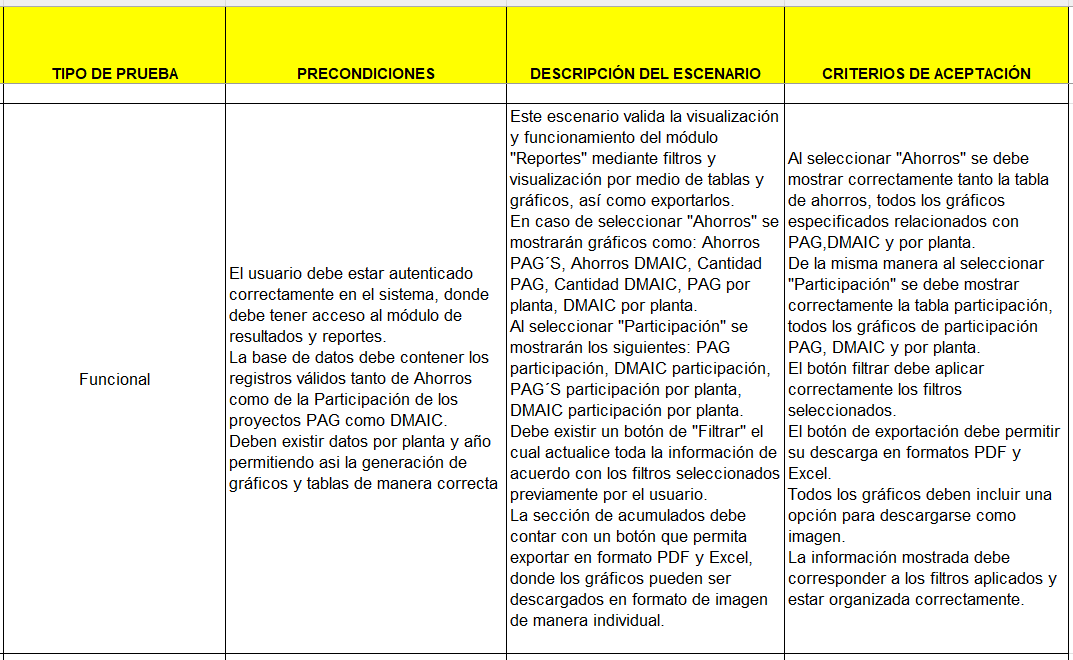 TIPO DE PRUEBA
PRECONDICIONES
DESCRIPCIÓN DEL ESCENARIO
CRITERIOS DE ACEPTACIÓN
Funcional
El usuario debe estar autenticado
correctamente en el sistema, donde
debe tener acceso al módulo de
resultados y reportes.
La base de datos debe contener los
registros válidos tanto de Ahorros
como de la Participación de los
proyectos PAG como DMAIC.
Deben existir datos por planta y año
permitiendo asi la generación de
gráficos y tablas de manera correcta
Este escenario valida la visualización
y funcionamiento del módulo
"Reportes" mediante filtros y
visualización por medio de tablas y
gráficos, así como exportarlos.
En caso de seleccionar "Ahorros" se
mostrarán gráficos como: Ahorros
PAG´S, Ahorros DMAIC, Cantidad
PAG, Cantidad DMAIC, PAG por
planta, DMAIC por planta.
Al seleccionar "Participación" se
mostrarán los siguientes: PAG
participación, DMAIC participación,
PAG´S participación por planta,
DMAIC participación por planta.
Debe existir un botón de "Filtrar" el
cual actualice toda la información de
acuerdo con los filtros seleccionados
previamente por el usuario.
La sección de acumulados debe
contar con un botón que permita
exportar en formato PDF y Excel,
donde los gráficos pueden ser
descargados en formato de imagen
de manera individual.
Al seleccionar "Ahorros" se debe
mostrar correctamente tanto la tabla
de ahorros, todos los gráficos
especificados relacionados con
PAG,DMAIC y por planta.
De la misma manera al seleccionar
"Participación" se debe mostrar
correctamente la tabla participación,
todos los gráficos de participación
PAG, DMAIC y por planta.
El botón filtrar debe aplicar
correctamente los filtros
seleccionados.
El botón de exportación debe permitir
su descarga en formatos PDF y
Excel.
Todos los gráficos deben incluir una
opción para descargarse como
imagen.
La información mostrada debe
corresponder a los filtros aplicados y
estar organizada correctamente.